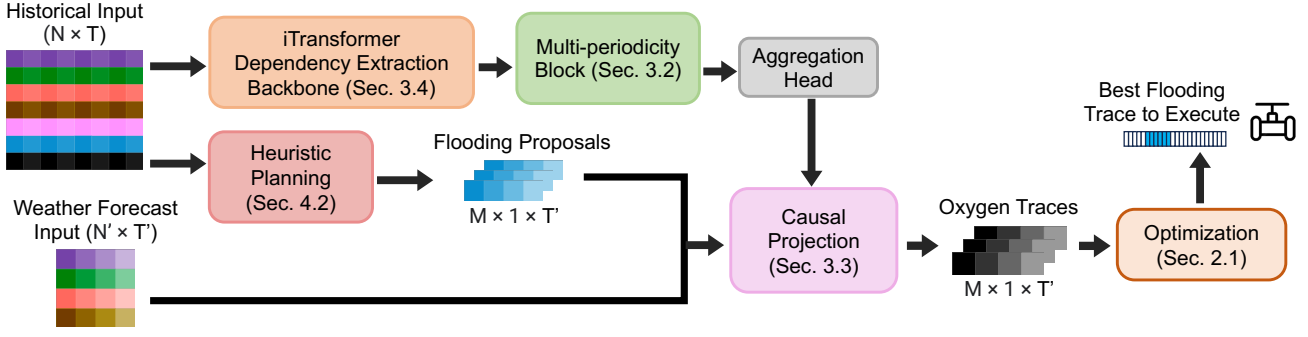 Historical Input
(N × T)
iTransformer
Dependency Extraction
Backbone (Sec. 3.4)
Multi-periodicity
Block (Sec. 3.2)
Aggregation
Head
Best Flooding
Trace to Execute
Heuristic
Planning
(Sec. 4.2)
Flooding Proposals
M × 1 × T'
Weather Forecast
Input (N' × T')
Causal
Projection
(Sec. 3.3)
Oxygen Traces
M × 1 × T'
Optimization
(Sec. 2.1)